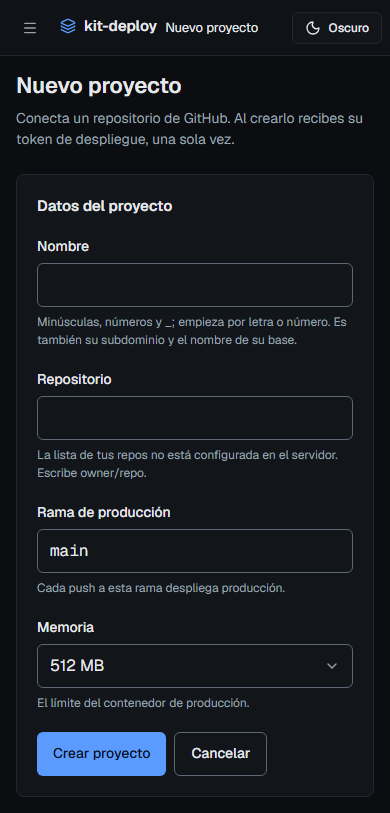 kit-deploy Nuevo proyecto Oscuro
Nuevo proyecto
Conecta un repositorio de GitHub. Al crearlo recibes su
token de despliegue, una sola vez.
Datos del proyecto
Nombre
Minúsculas, números y _; empieza por letra o número. Es
también su subdominio y el nombre de su base.
Repositorio
La lista de tus repos no está configurada en el servidor.
Escribe owner/repo.
Rama de producción
main
Cada push a esta rama despliega producción.
Memoria
512 MB
El límite del contenedor de producción.
Crear proyecto Cancelar